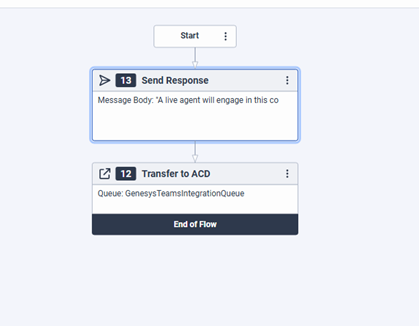 Start
13 Send Response
Message Body: "A live agent will engage in this co
12 Transfer to ACD
Queue: GenesysTeamsIntegrationQueue
End of Flow